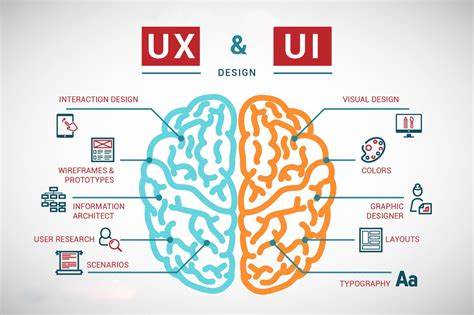 UX & UI
DESIGN
INTERACTION DESIGN
WIREFRAMES &
PROTOTYPES
INFORMATION
ARCHITECT
USER RESEARCH
SCENARIOS
VISUAL DESIGN
COLORS
GRAPHIC
DESIGNER
LAYOUTS
TYPOGRAPHY Aa